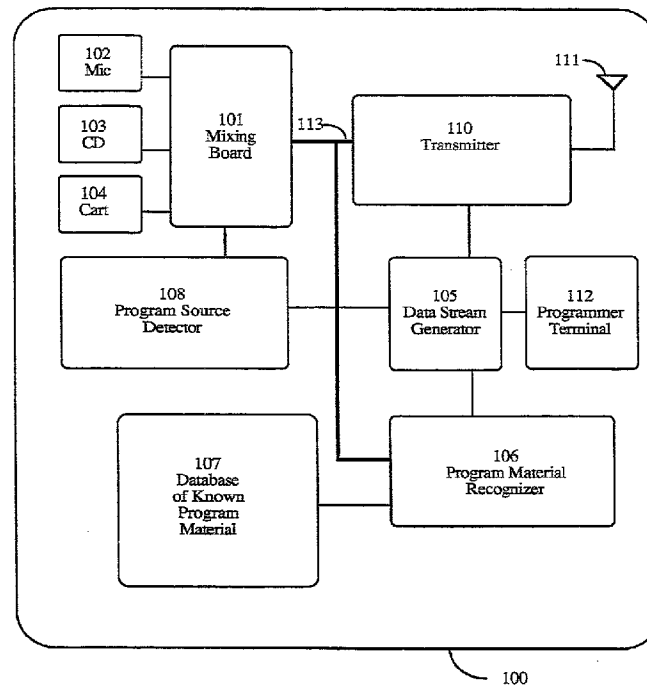 102
Mic
103
CD
104
Cart
101
Mixing
Board
113
110
Transmitter
111
108
Program Source
Detector
105
Data Stream
Generator
112
Programmer
Terminal
107
Database
of Known
Program
Material
106
Program Material
Recognizer
100